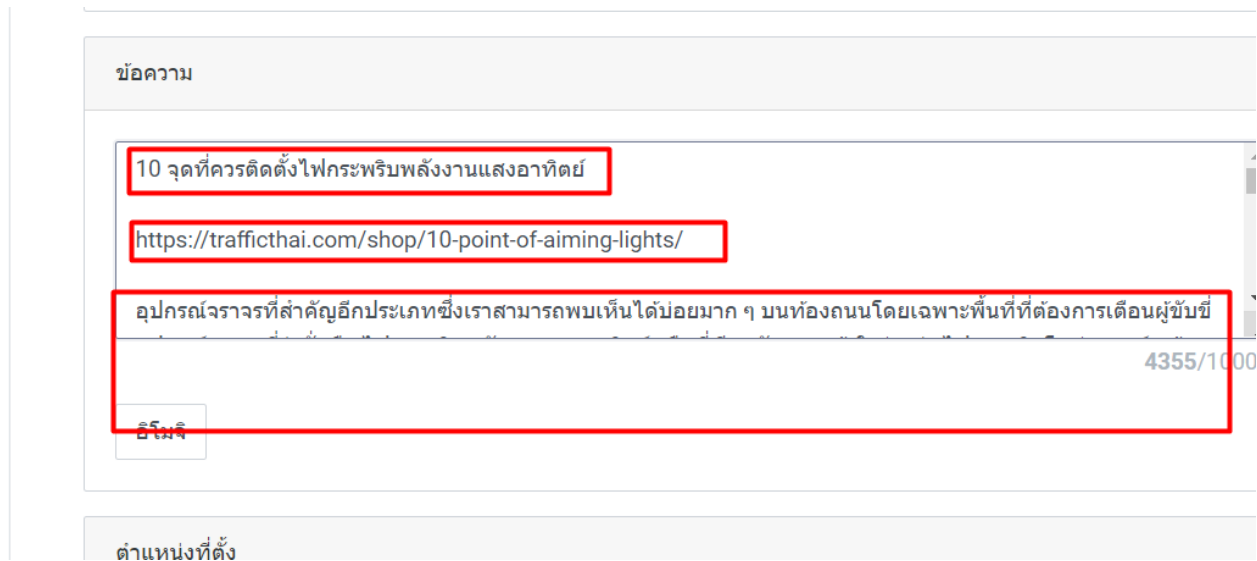 ข้อความ
10 จุดที่ควรติดตั้งไฟกระพริบพลังงานแสงอาทิตย์
https://trafficthai.com/shop/10-point-of-aiming-lights/
อุปกรณ์จราจรที่สำคัญอีกประเภทซึ่งเราสามารถพบเห็นได้บ่อยมาก ๆ บนท้องถนนโดยเฉพาะพื้นที่ที่ต้องการเตือนผู้ขับขี่
4355/1000
อิโมจิ
ตำแหน่งที่ตั้ง